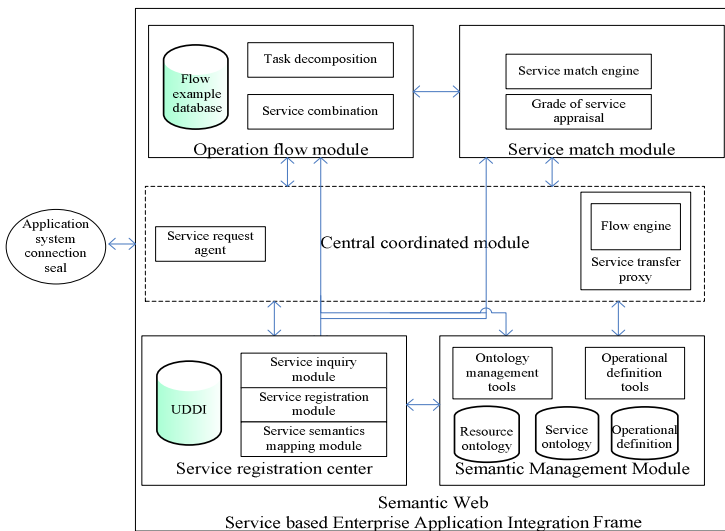 Flow
example
database
Task decomposition
Service combination
Operation flow module
Service match engine
Grade of service
appraisal
Service match module
Application
system
connection
seal
Service request
agent
Central coordinated module
Flow engine
Service transfer
proxy
UDDI
Service inquiry
module
Service registration
module
Service semantics
mapping module
Service registration center
Ontology
management
tools
Operational
definition
tools
Resource
ontology
Service
ontology
Operational
definition
Semantic Management Module
Semantic Web
Service based Enterprise Application Integration Frame